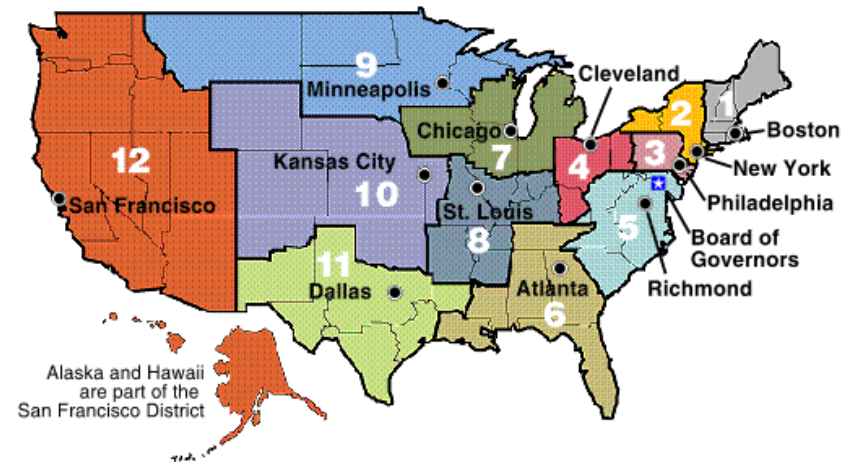 9
Minneapolis
Cleveland
2
1
Chicago
7
Boston
12
Kansas City
4
3
New York
10
San Francisco
St. Louis
Philadelphia
8
5
Board of
Governors
11
Dallas
Atlanta
6
Richmond
Alaska and Hawaii
are part of the
San Francisco District